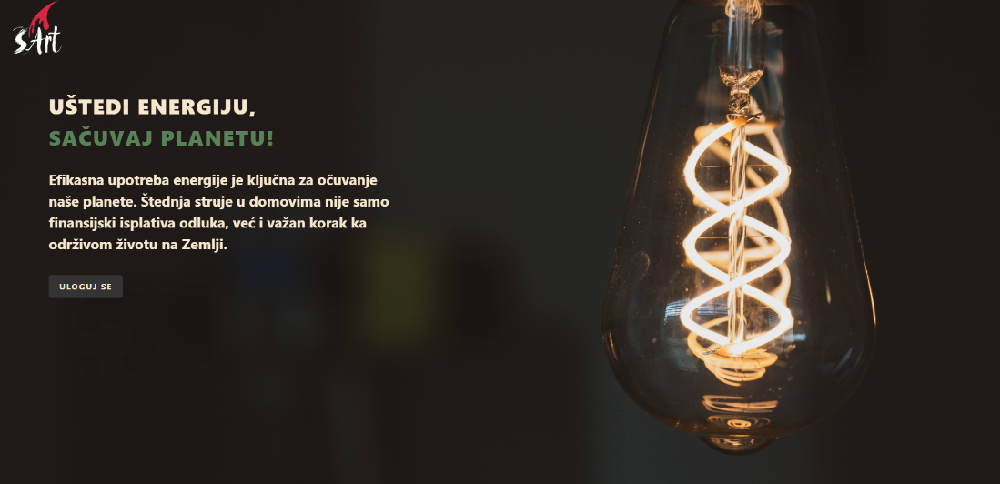 SArt
UŠTEDI ENERGIJU,
SAČUVAJ PLANETU!
Efikasna upotreba energije je ključna za očuvanje
naše planete. Štednja struje u domovima nije samo
finansijski isplativa odluka, već i važan korak ka
održivom životu na Zemlji.
ULOGUJ SE